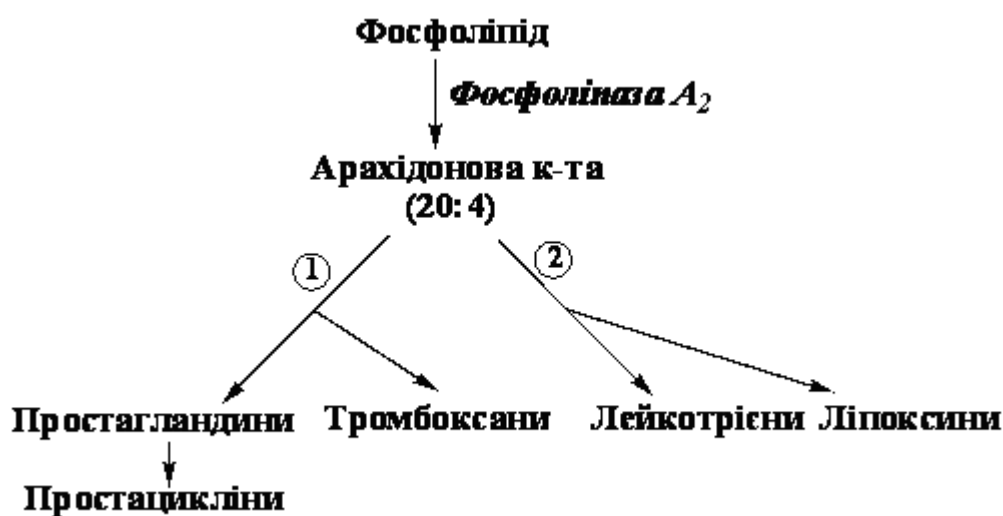 Фосфоліпід
Фосфоліпаза A₂
Арахідонова к-та
(20:4)
1
2
Простагландини Тромбоксани Лейкотрієни Ліпоксини
Простацикліни